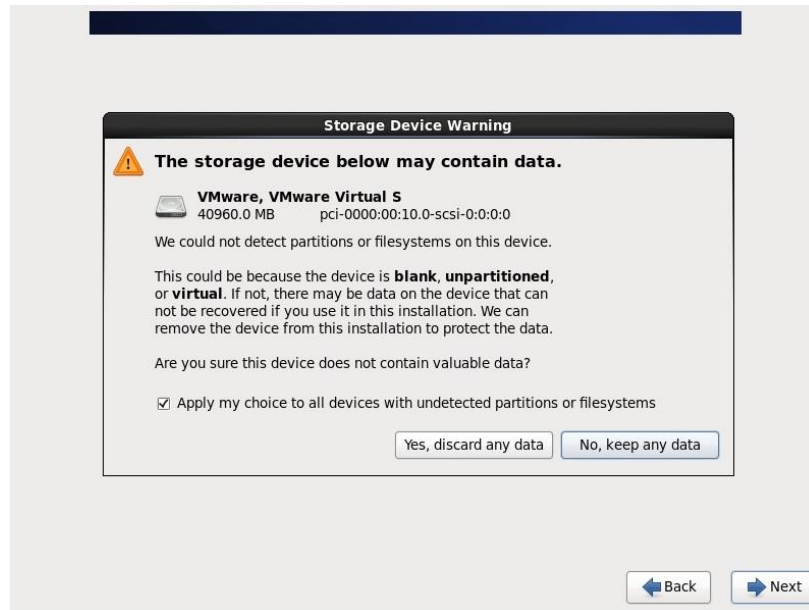 Storage Device Warning
The storage device below may contain data.
VMware, VMware Virtual S
40960.0 MB pci-0000:00:10.0-scsi-0:0:0:0
We could not detect partitions or filesystems on this device.
This could be because the device is blank, unpartitioned,
or virtual. If not, there may be data on the device that can
not be recovered if you use it in this installation. We can
remove the device from this installation to protect the data.
Are you sure this device does not contain valuable data?
Apply my choice to all devices with undetected partitions or filesystems
Yes, discard any data No, keep any data
Back Next